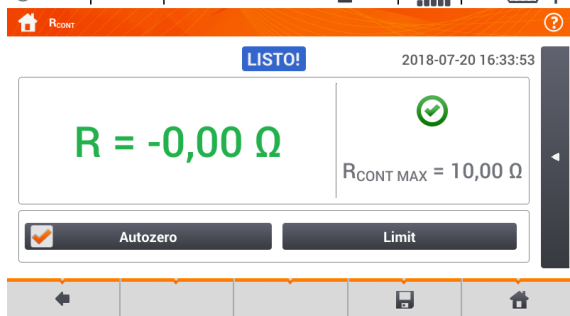 RCONT
?
LISTO!
2018-07-20 16:33:53
R = -0,00 Ω
RCONT MAX = 10,00 Ω
Autozero
Limit